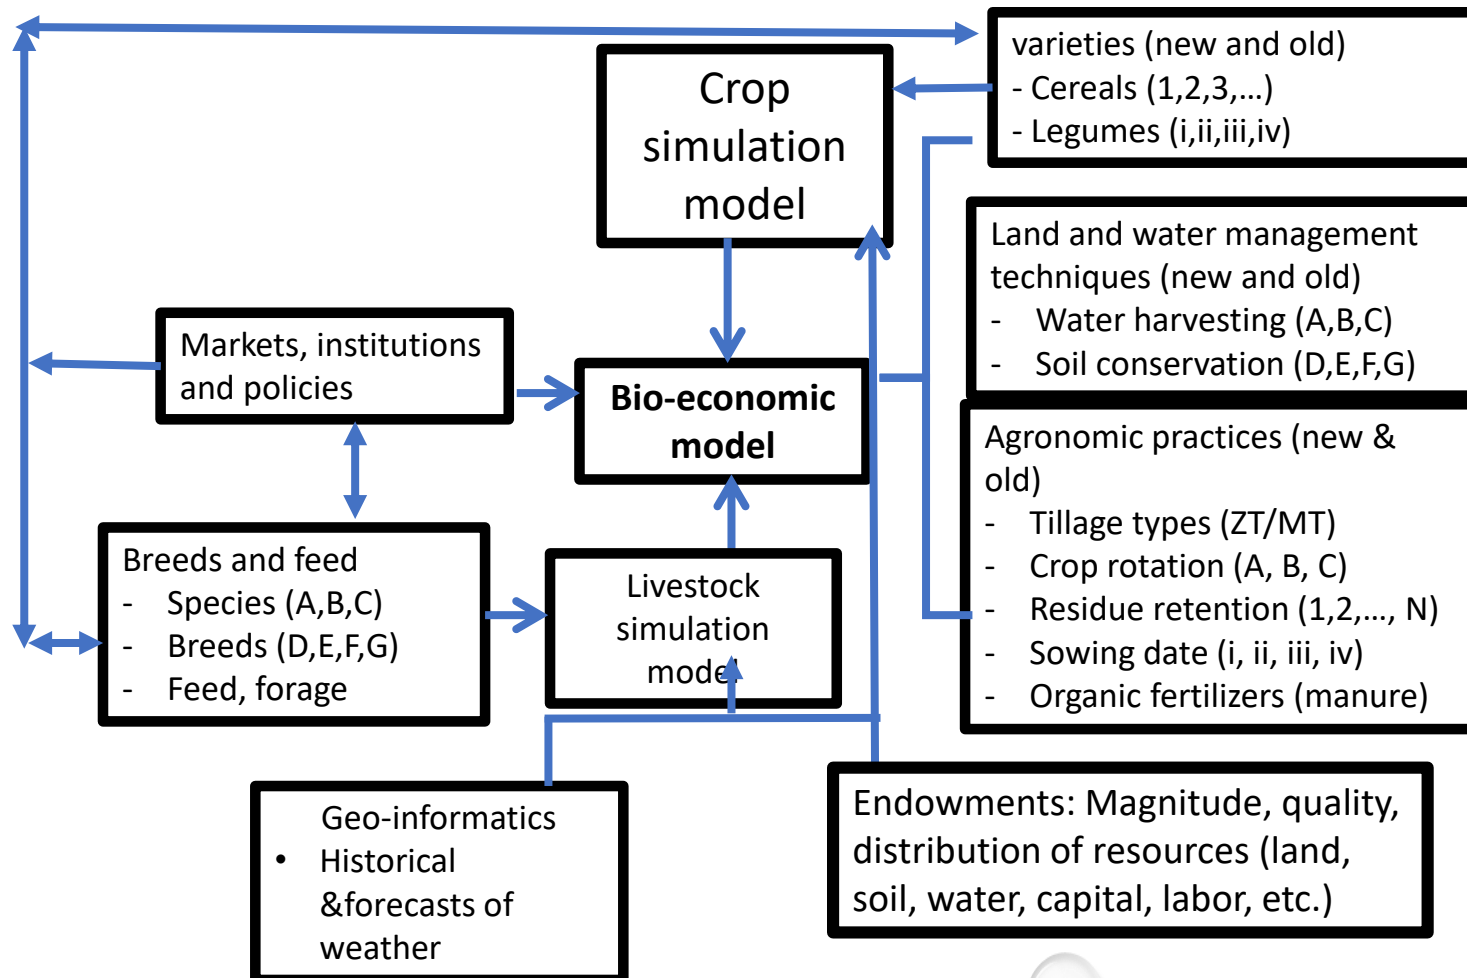 varieties (new and old)
- Cereals (1,2,3,…)
- Legumes (i,ii,iii,iv)
Crop
simulation
model
Land and water management
techniques (new and old)
- Water harvesting (A,B,C)
- Soil conservation (D,E,F,G)
Markets, institutions
and policies
Bio-economic
model
Agronomic practices (new &
old)
- Tillage types (ZT/MT)
- Crop rotation (A, B, C)
- Residue retention (1,2,…, N)
- Sowing date (i, ii, iii, iv)
- Organic fertilizers (manure)
Breeds and feed
- Species (A,B,C)
- Breeds (D,E,F,G)
- Feed, forage
Livestock
simulation
model
Geo-informatics
• Historical
&forecasts of
weather
Endowments: Magnitude, quality,
distribution of resources (land,
soil, water, capital, labor, etc.)